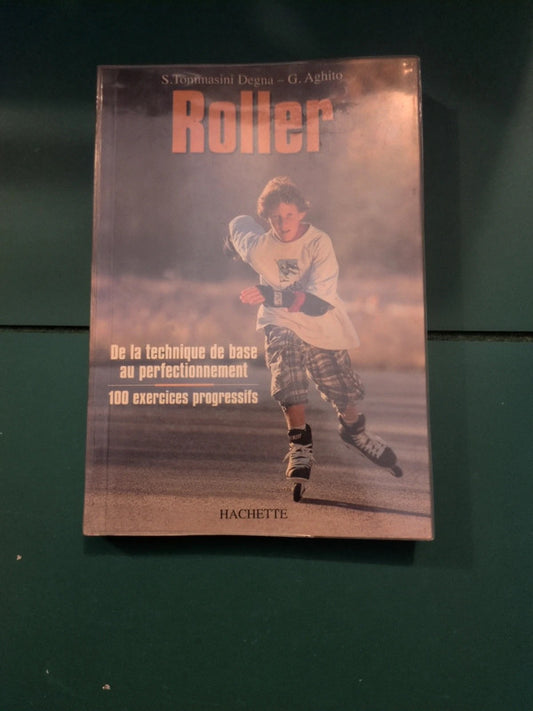 S.Tommasini Degna – G. Aghito
Roller
De la technique de base
au perfectionnement
100 exercices progressifs
HACHETTE